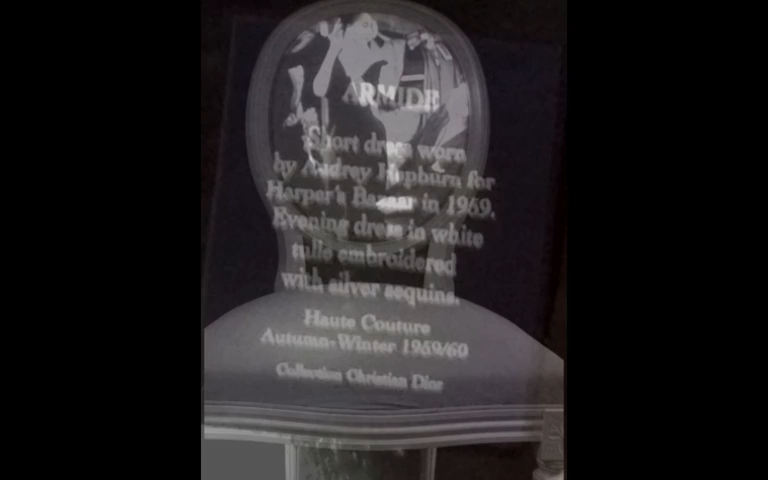 ARMIDE
Short dress worn
by Audrey Hepburn for
Harper's Bazaar in 1959.
Evening dress in white
tulle embroidered
with silver sequins.
Haute Couture
Autumn-Winter 1959/60
Collection Christian Dior